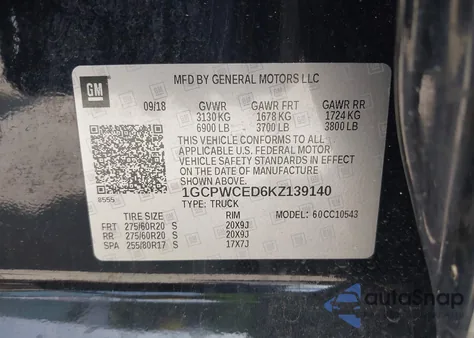 GM
MFD BY GENERAL MOTORS LLC
09/18 GVWR GAWR FRT GAWR RR
3130 KG 1678 KG 1724 KG
6900 LB 3700 LB 3800 LB
THIS VEHICLE CONFORMS TO ALL
APPLICABLE U.S. FEDERAL MOTOR
VEHICLE SAFETY STANDARDS IN EFFECT
ON THE DATE OF MANUFACTURE
SHOWN ABOVE.
1GCPWCED6KZ139140
8555 TYPE: TRUCK MODEL: 60CC10543
TIRE SIZE RIM
FRT 275/60R20 S 20X9J
RR 275/60R20 S 20X9J
SPA 255/80R17 S 17X7J
autoSnap